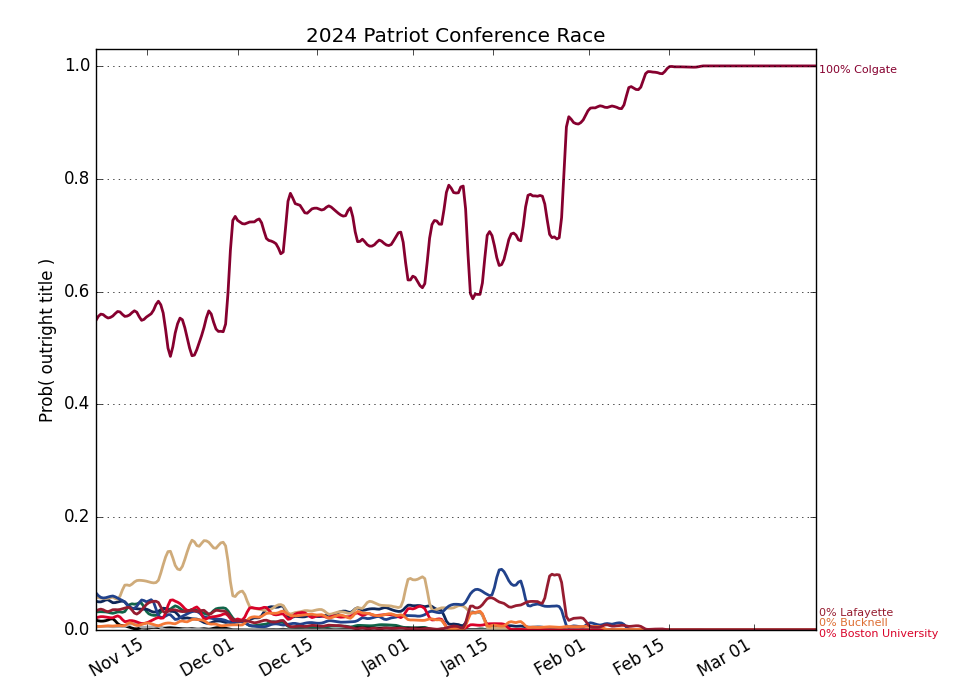 2024 Patriot Conference Race
Prob( outright title )
1.0
0.8
0.6
0.4
0.2
0.0
100% Colgate
0% Lafayette
0% Bucknell
0% Boston University
Nov 15
Dec 01
Dec 15
Jan 01
Jan 15
Feb 01
Feb 15
Mar 01